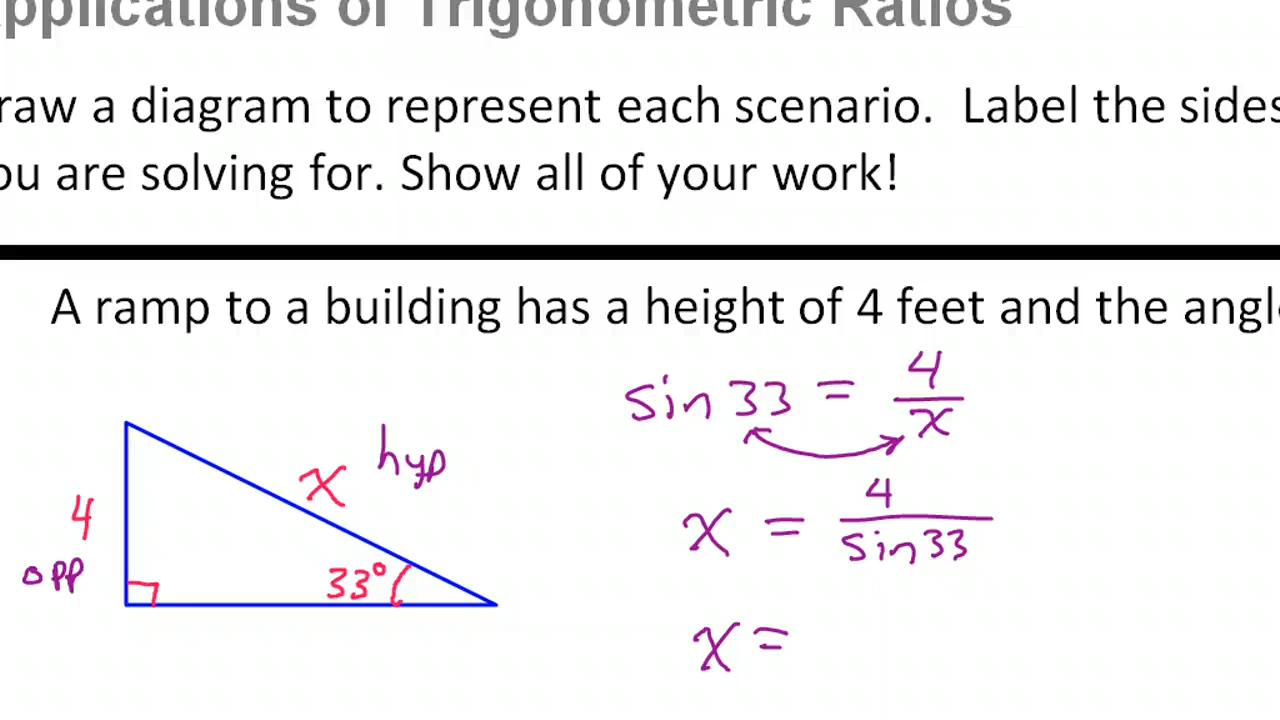 pplications of Trigonometric Ratios
raw a diagram to represent each scenario. Label the sides
ou are solving for. Show all of your work!
A ramp to a building has a height of 4 feet and the angle
sin 33 = 4/x
hyp
x
4
x = 4/sin33
opp
33°
x =